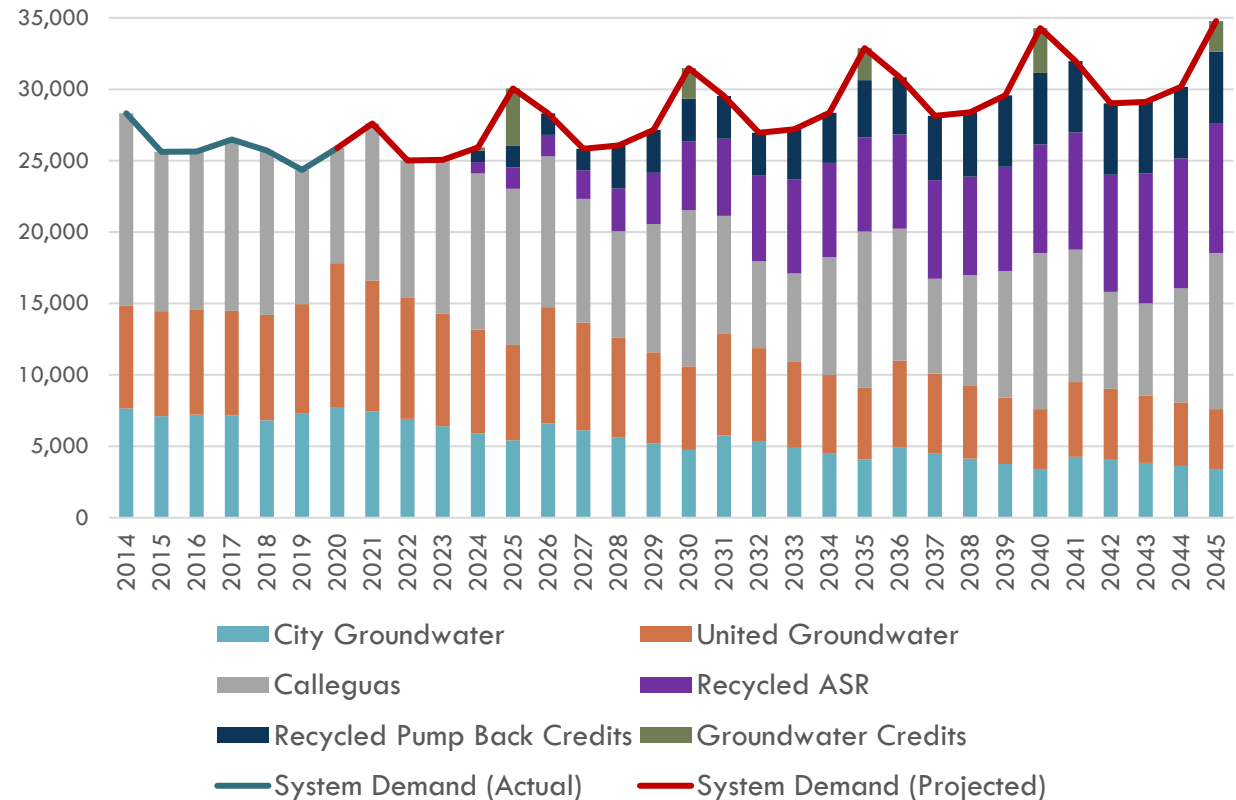 35,000
30,000
25,000
20,000
15,000
10,000
5,000
0
2014 2015 2016 2017 2018 2019 2020 2021 2022 2023 2024 2025 2026 2027 2028 2029 2030 2031 2032 2033 2034 2035 2036 2037 2038 2039 2040 2041 2042 2043 2044 2045
City Groundwater United Groundwater
Calleguas Recycled ASR
Recycled Pump Back Credits Groundwater Credits
System Demand (Actual) System Demand (Projected)